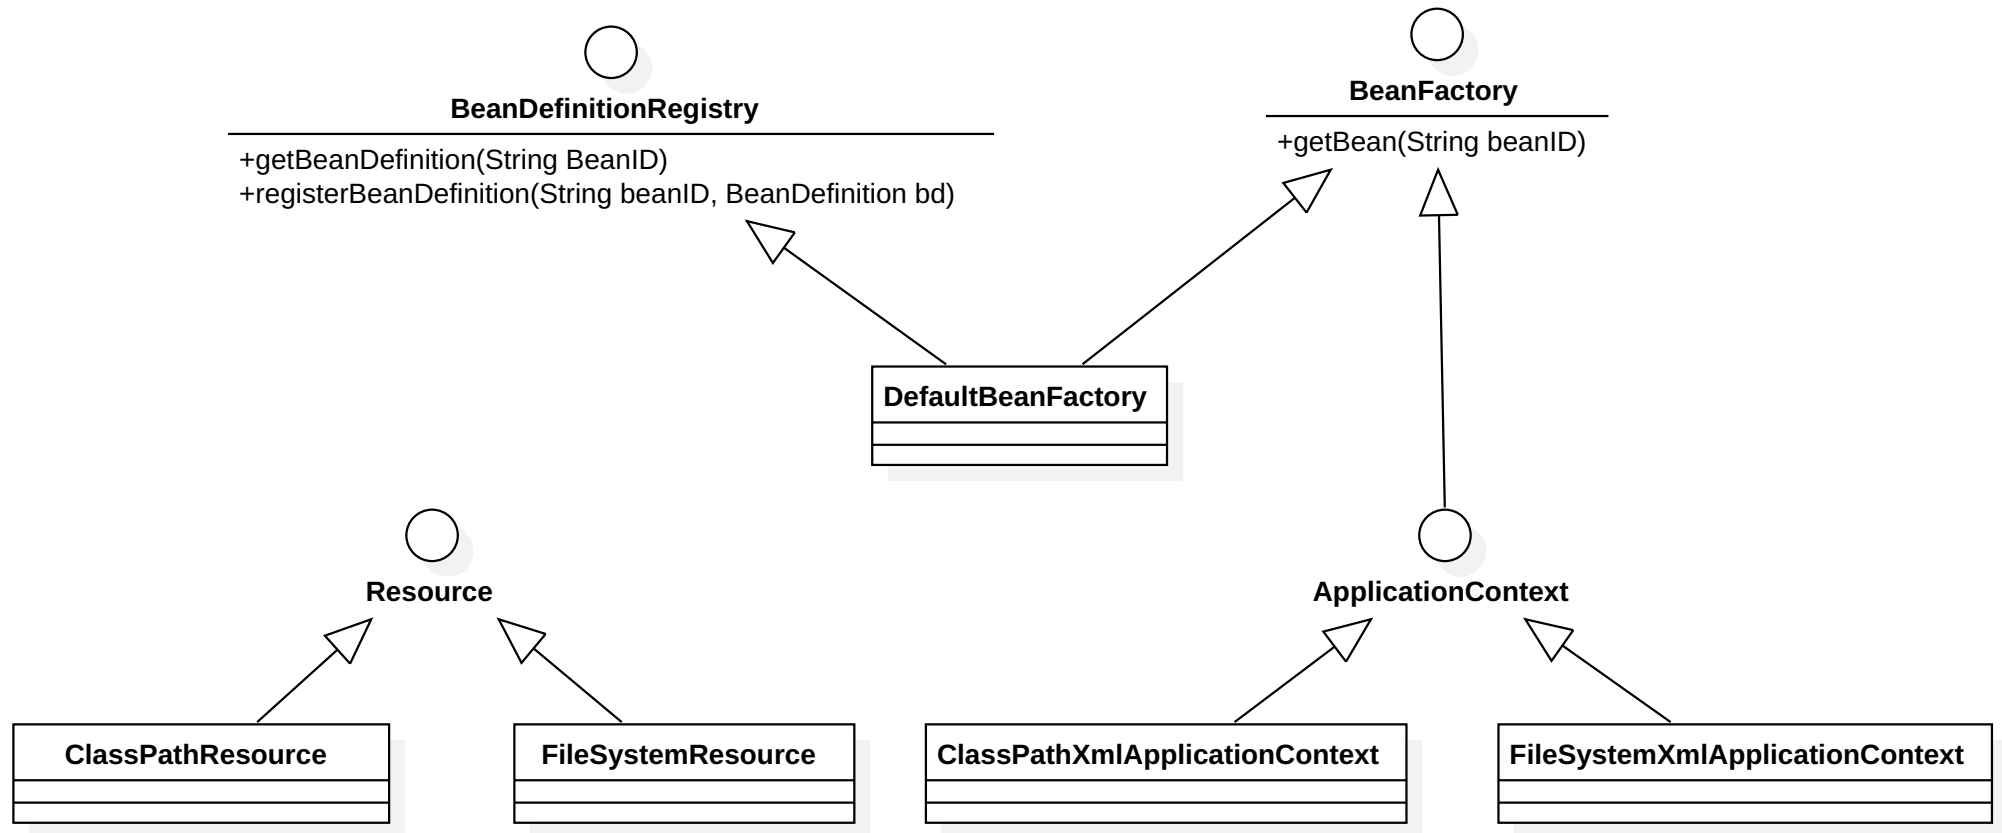 BeanFactory
+getBean(String beanID)
BeanDefinitionRegistry
+getBeanDefinition(String BeanID)
+registerBeanDefinition(String beanID, BeanDefinition bd)
DefaultBeanFactory
Resource
ApplicationContext
ClassPathResource
FileSystemResource
ClassPathXmlApplicationContext
FileSystemXmlApplicationContext